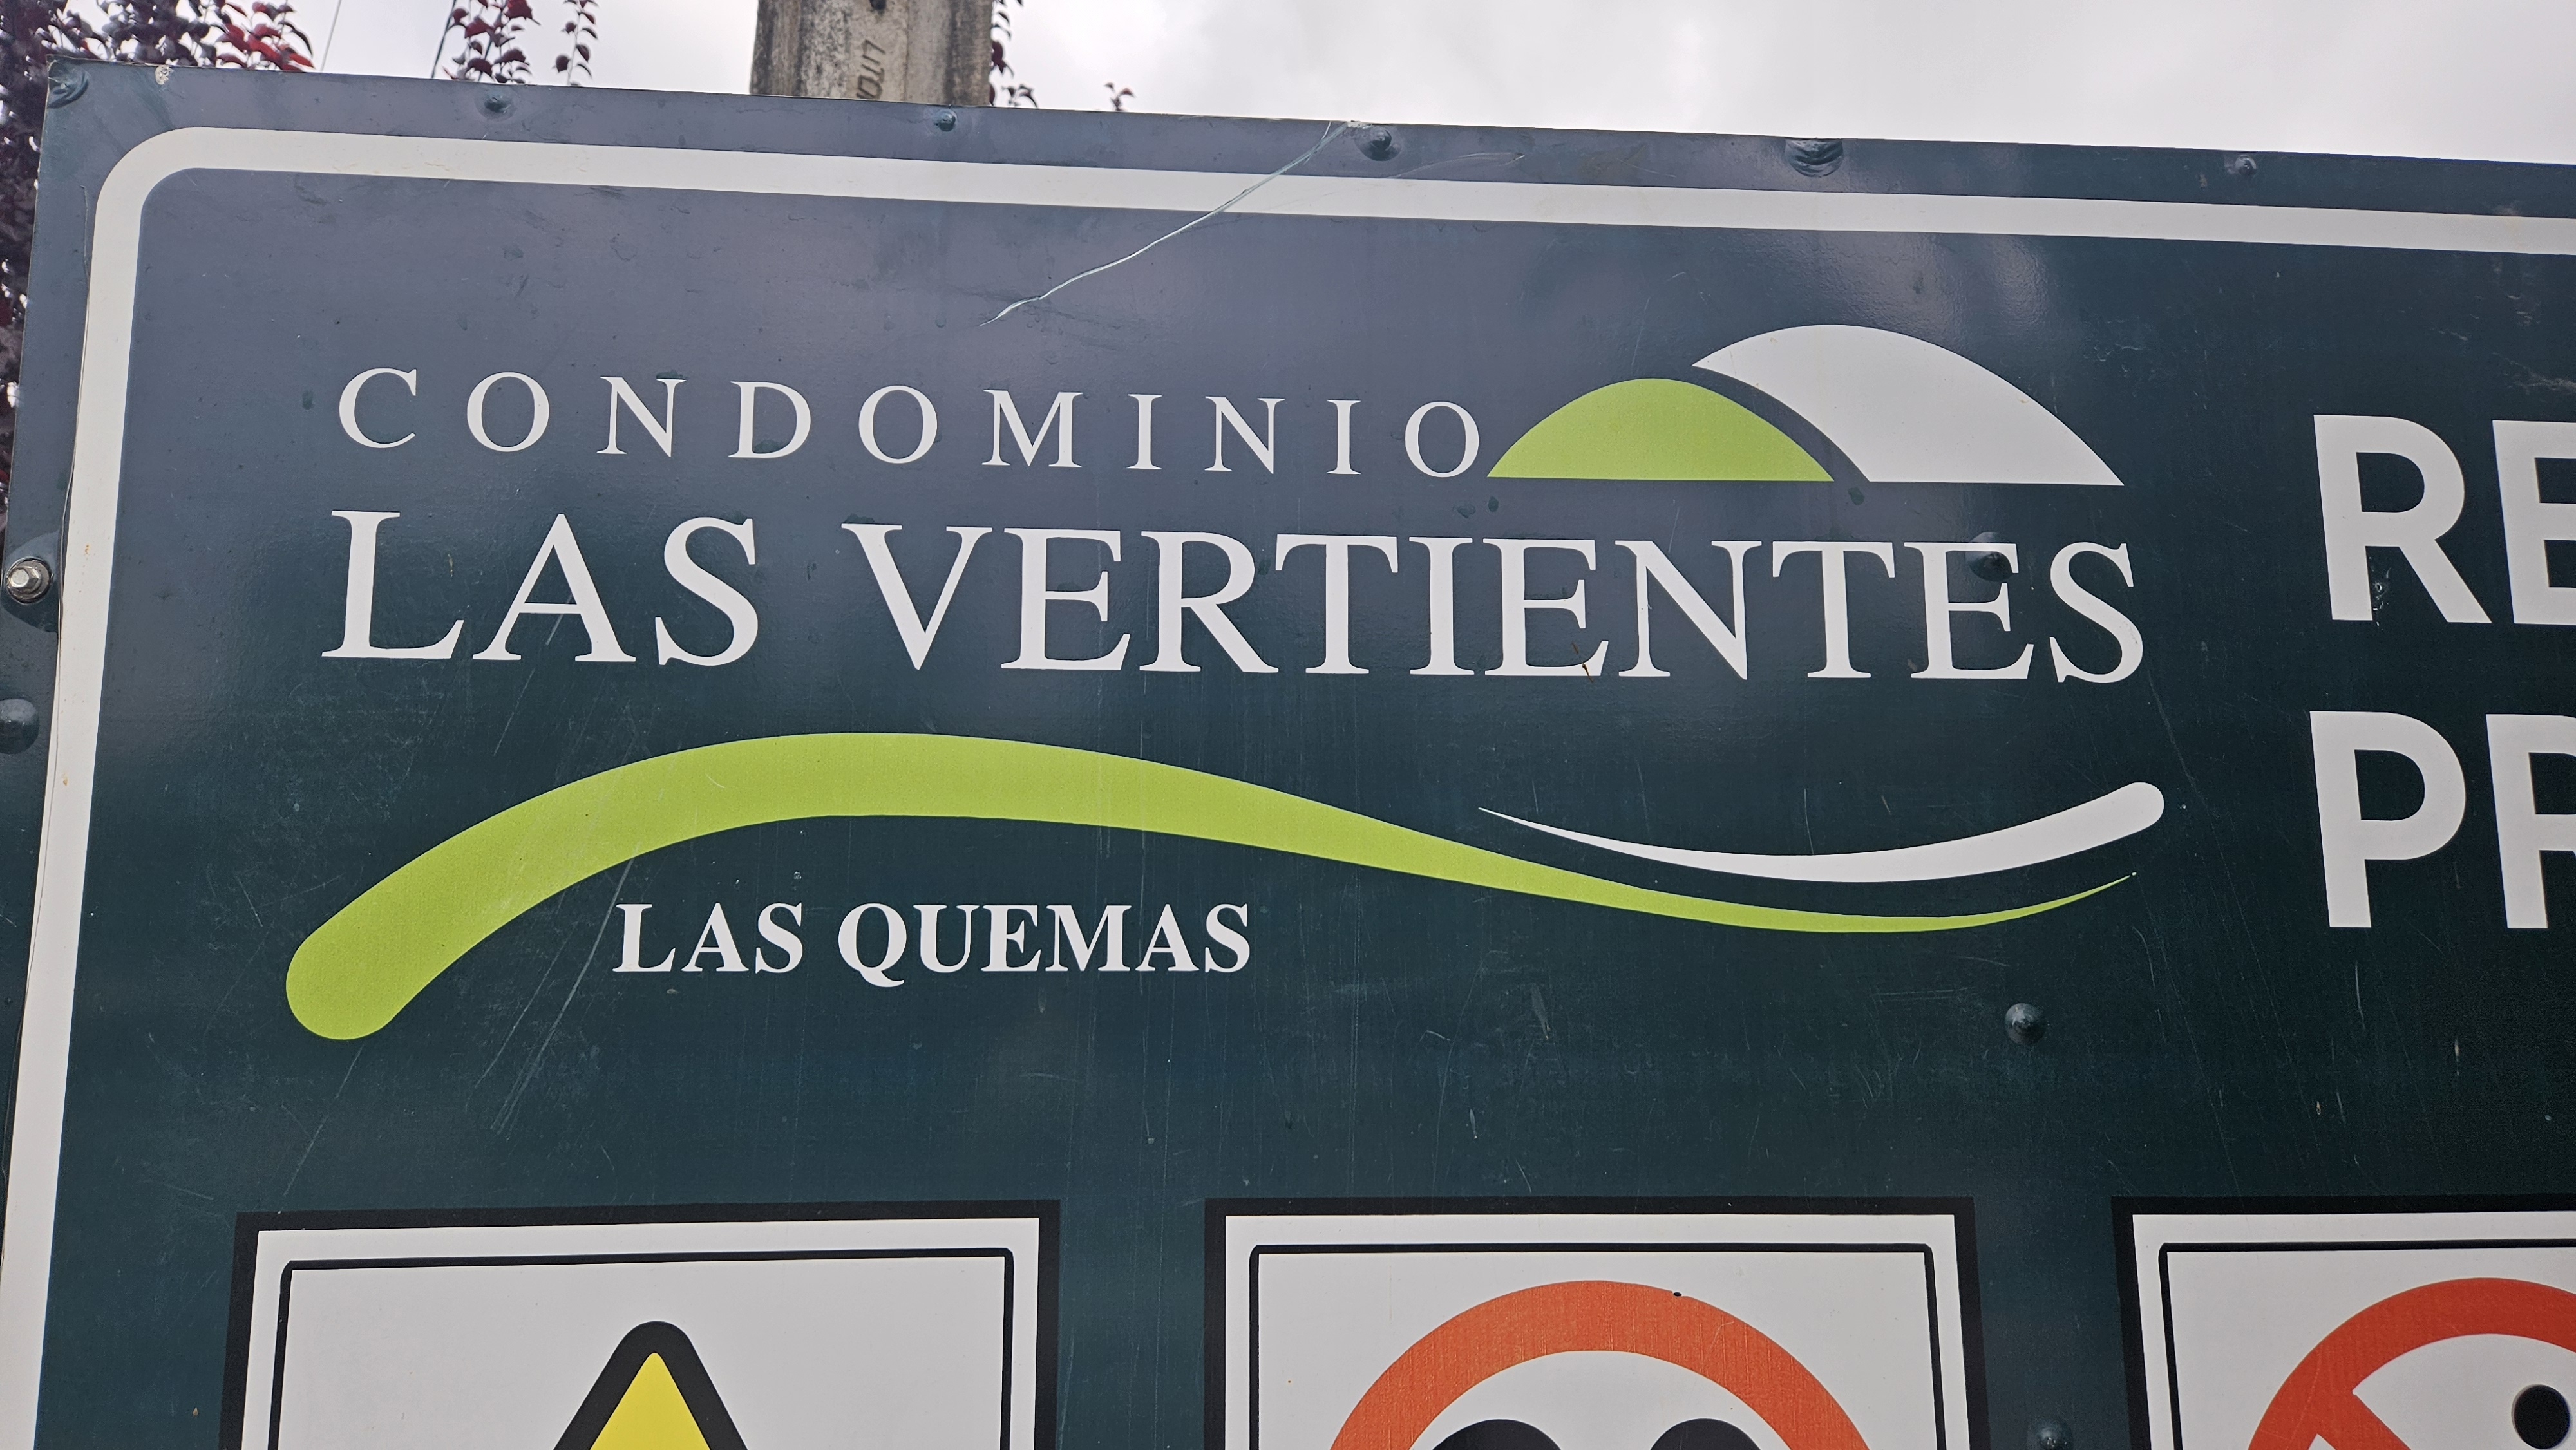 CONDOMINIO
LAS VERTIENTES
LAS QUEMAS